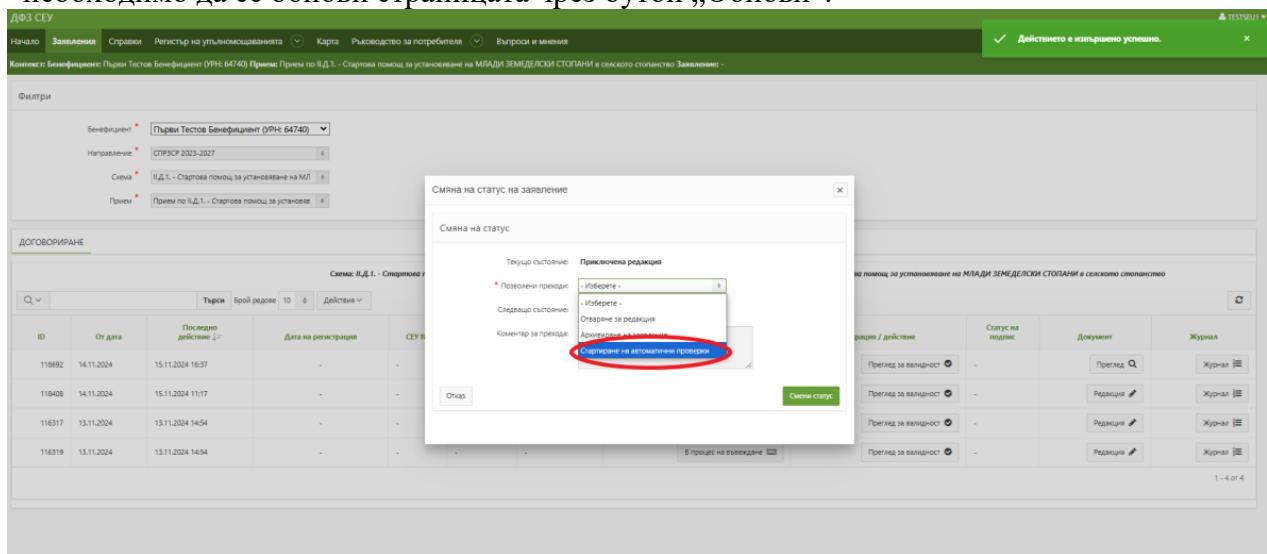 необходимо да се обнови страницата чрез бутон „Обнови“.
ДФЗ СЕУ
TESTSEU1
Начало Заявления Справки Регистър на упълномощаванията Карта Ръководство за потребителя Въпроси и мнения
Действието е извършено успешно.
Контекст: Бенефициент: Първи Тестов Бенефициент (УРН: 64740) Прием: Прием по II.Д.1. - Стартова помощ за установяване на МЛАДИ ЗЕМЕДЕЛСКИ СТОПАНИ в селското стопанство Заявление: -
Филтри
Бенефициент * Първи Тестов Бенефициент (УРН: 64740)
Направление * СПРЗСР 2023-2027
Схема * II.Д.1. - Стартова помощ за установяване на МЛ
Прием * Прием по II.Д.1. - Стартова помощ за установяв
ДОГОВОРИРАНЕ
Схема: II.Д.1. - Стартова
ва помощ за установяване на МЛАДИ ЗЕМЕДЕЛСКИ СТОПАНИ в селското стопанство
Търси Брой редове 10 Действия
Смяна на статус на заявление
Смяна на статус
Текущо състояние: Приключена редакция
* Позволени преходи: - Изберете -
- Изберете -
Следващо състояние:
Отваряне за редакция
Коментар за прехода:
Архивиране на заявление
Стартиране на автоматични проверки
Отказ Смени статус
ID От дата Последно действие Дата на регистрация СЕУ действие Статус на подпис Документ Журнал
118692 14.11.2024 15.11.2024 16:37 - - Преглед за валидност - Преглед Журнал
118408 14.11.2024 15.11.2024 11:17 - - Преглед за валидност - Редакция Журнал
116317 13.11.2024 13.11.2024 14:54 - - Преглед за валидност - Редакция Журнал
116319 13.11.2024 13.11.2024 14:54 - - - - В процес на въвеждане Преглед за валидност - Редакция Журнал
1 - 4 от 4